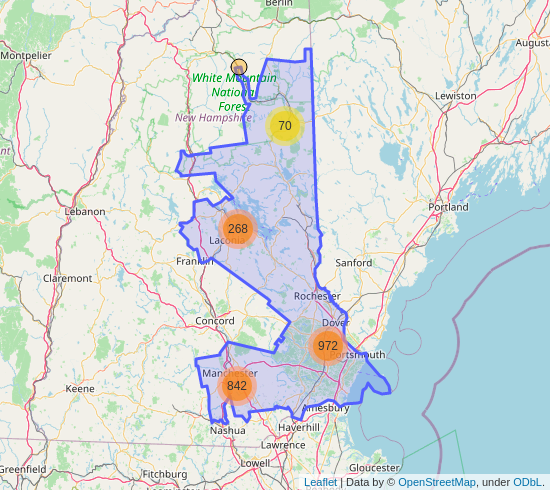 Berlin
Montpelier
Augusta
White Mountain
National
Forest
Lewiston
New Hampshire
70
Portland
Lebanon
268
Laconia
Franklin
Sanford
Claremont
Rochester
Concord
Dover
972
Portsmouth
Manchester
842
Keene
Amesbury
Nashua
Haverhill
Lawrence
Greenfield
Fitchburg
Lowell
Gloucester
Leaflet | Data by © OpenStreetMap, under ODbL.